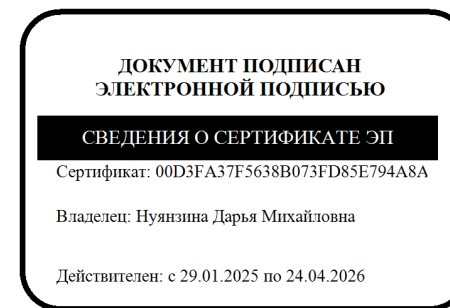 ДОКУМЕНТ ПОДПИСАН
ЭЛЕКТРОННОЙ ПОДПИСЬЮ
СВЕДЕНИЯ О СЕРТИФИКАТЕ ЭП
Сертификат: 00D3FA37F5638B073FD85E794A8A
Владелец: Нуянзина Дарья Михайловна
Действителен: с 29.01.2025 по 24.04.2026